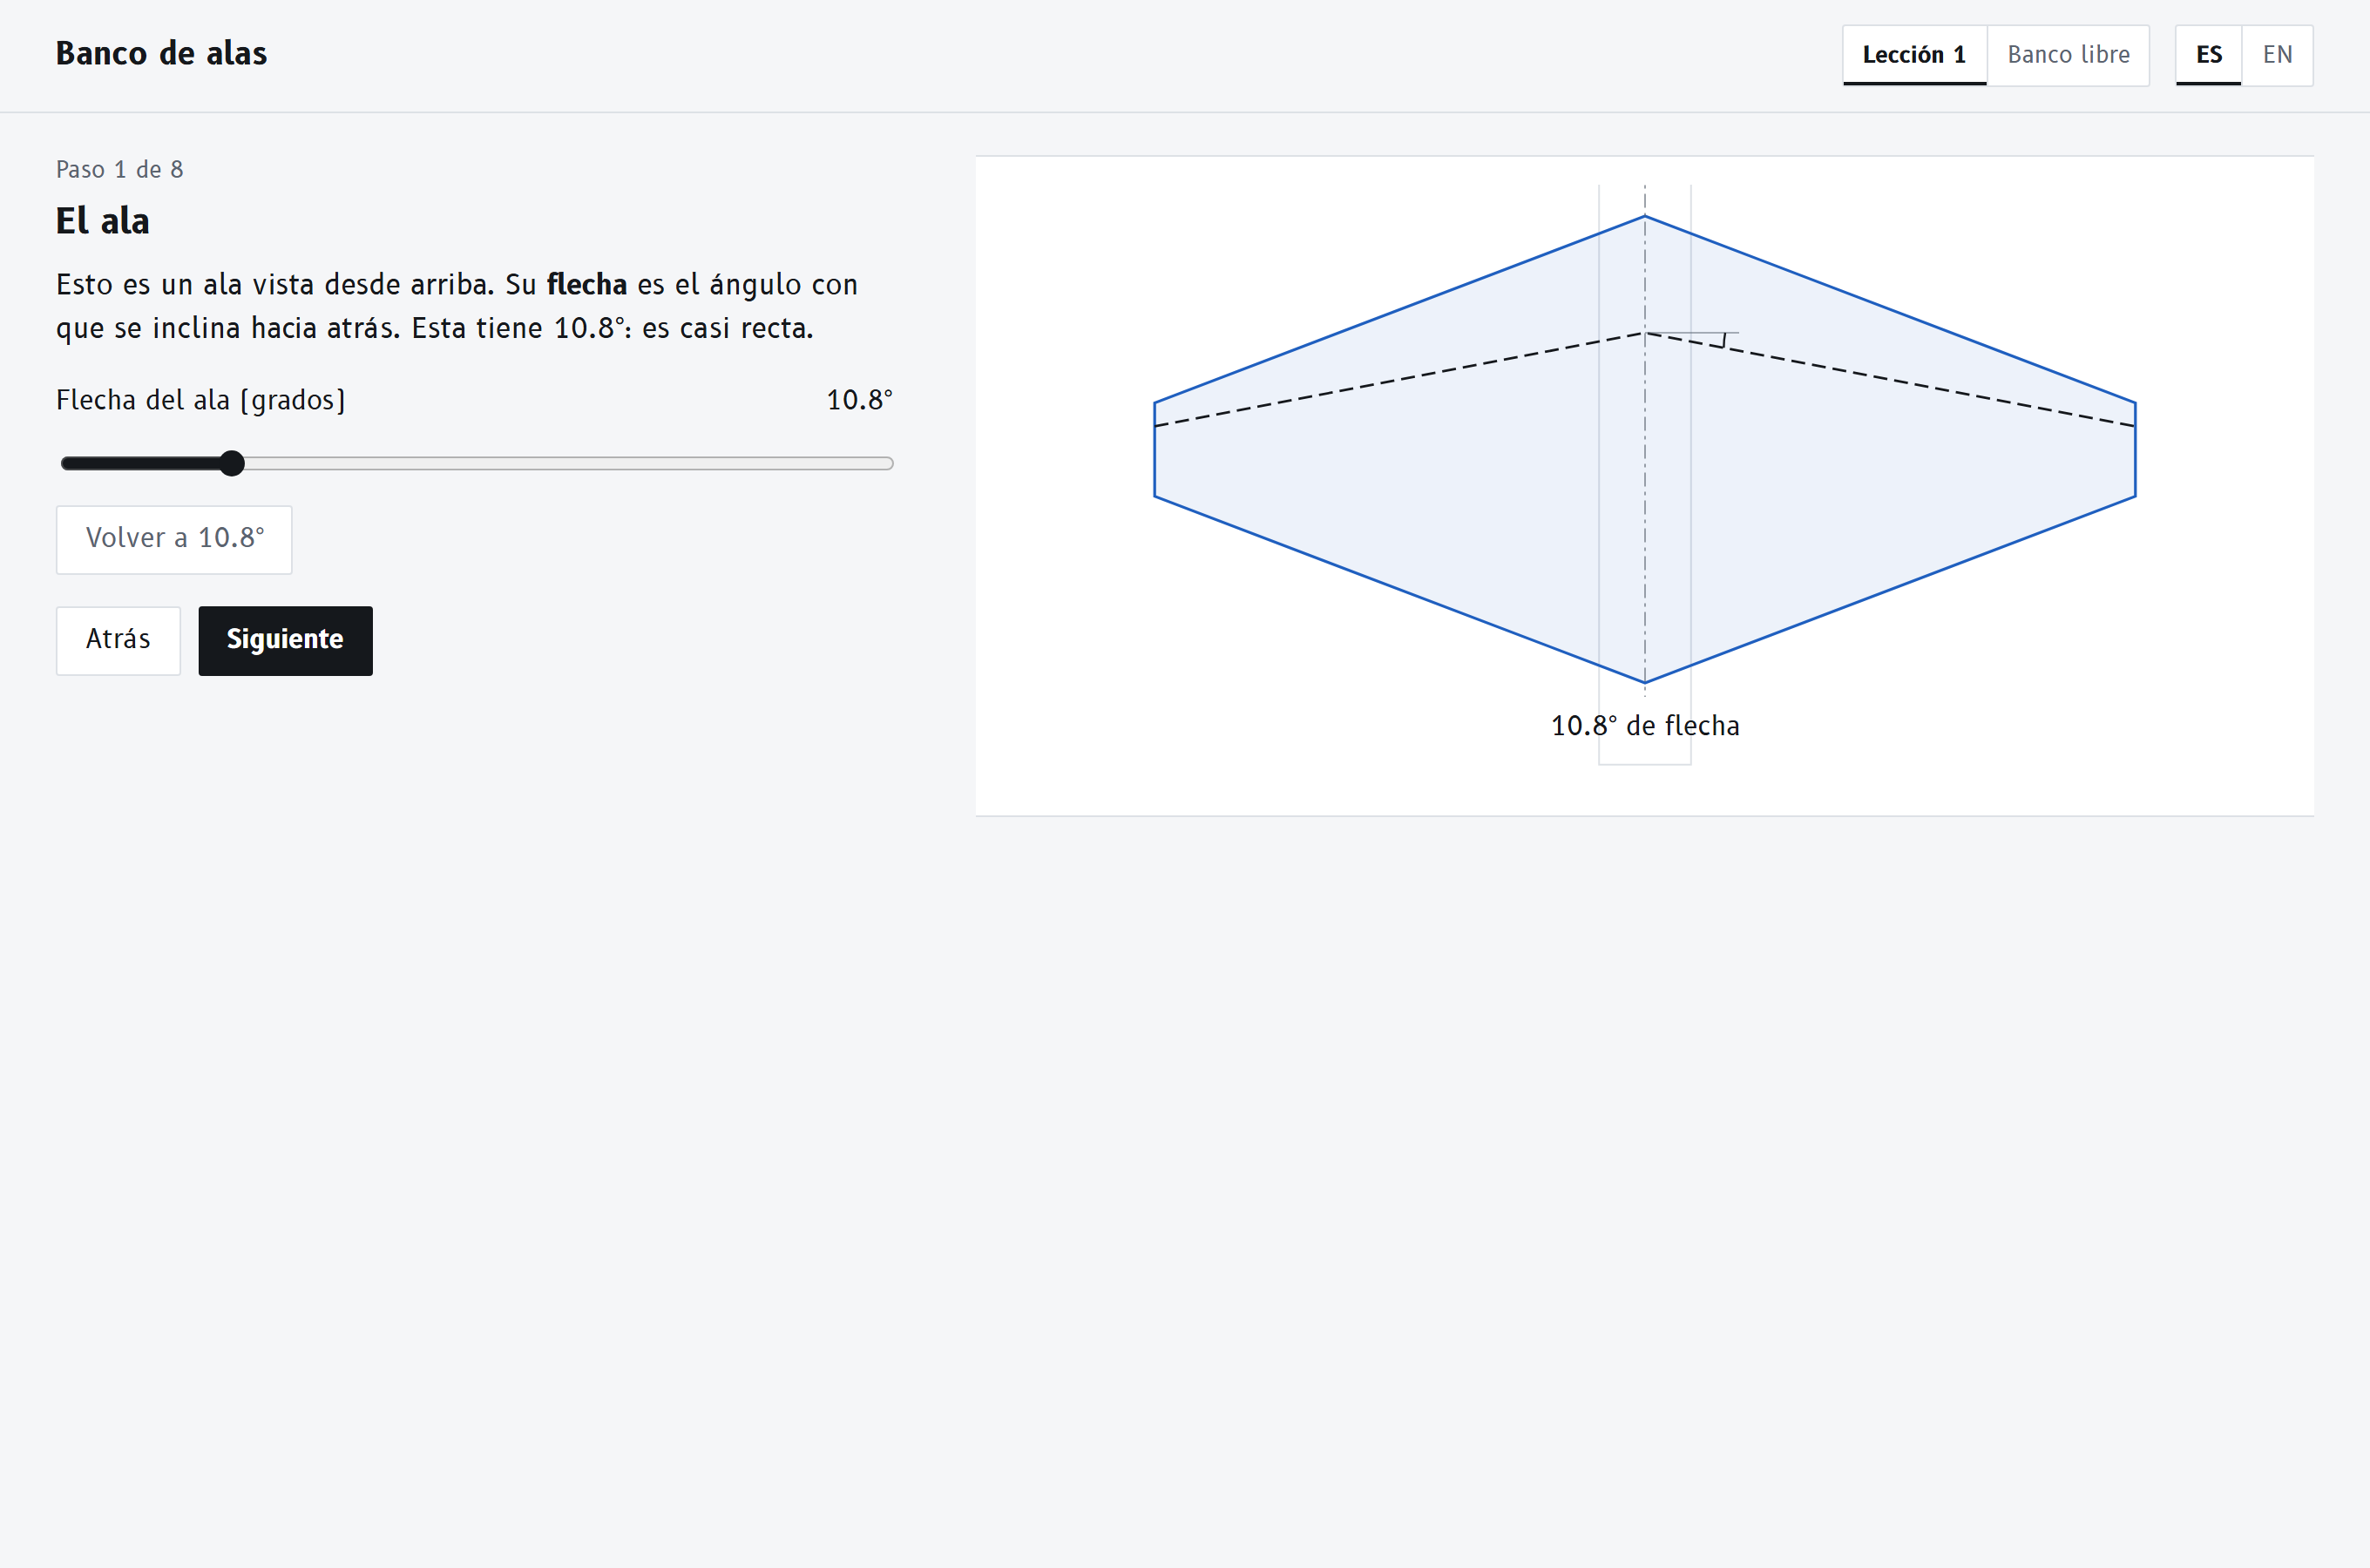 Banco de alas
Lección 1
Banco libre
ES
EN
Paso 1 de 8
El ala
Esto es un ala vista desde arriba. Su flecha es el ángulo con
que se inclina hacia atrás. Esta tiene 10.8°: es casi recta.
Flecha del ala (grados)
10.8°
Volver a 10.8°
Atrás
Siguiente
10.8° de flecha